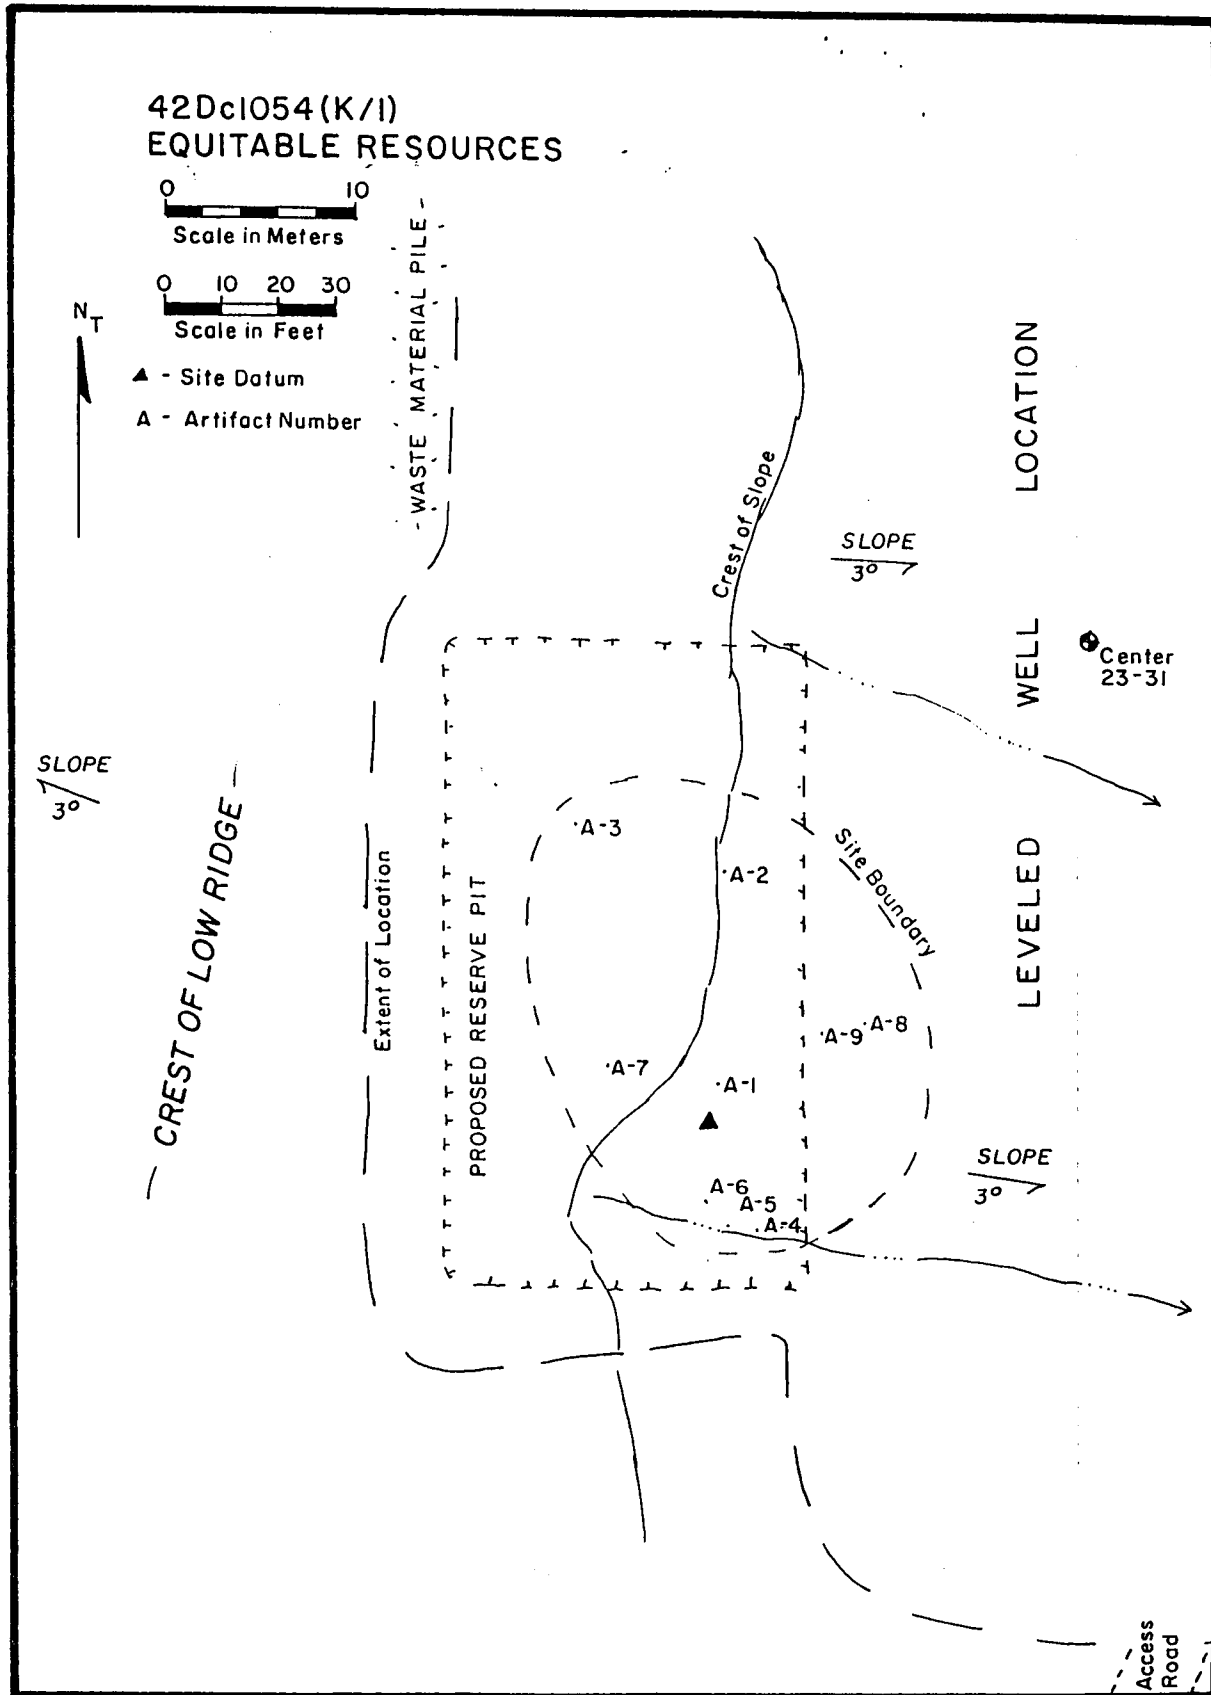 42Dc1054(K/1)
EQUITABLE RESOURCES
0 10
Scale in Meters
0 10 20 30
Scale in Feet
NT
▲ - Site Datum
A - Artifact Number
- WASTE MATERIAL PILE -
Crest of Slope
SLOPE
3°
LEVELED WELL LOCATION
Center
23-31
SLOPE
3°
- CREST OF LOW RIDGE -
Extent of Location
PROPOSED RESERVE PIT
A-3
A-2
Site Boundary
A-9
A-8
A-7
A-1
A-6
A-5
A-4
SLOPE
3°
Access
Road